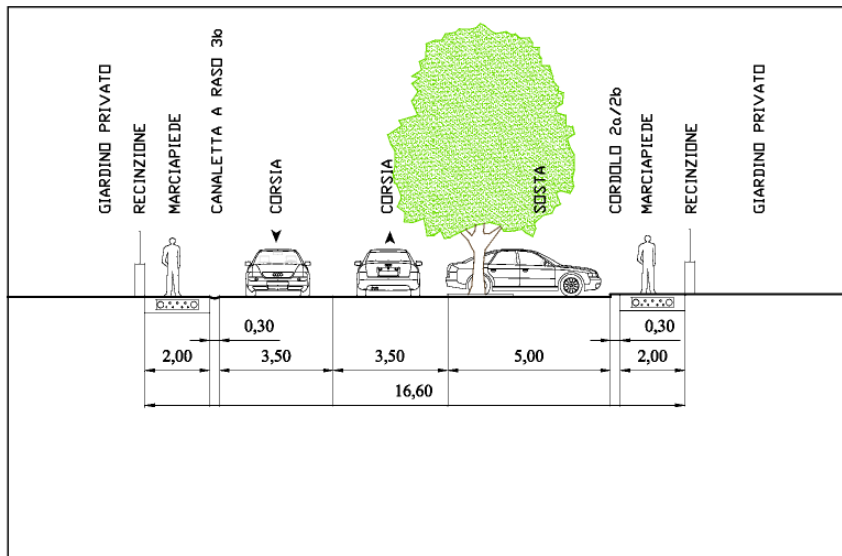 GIARDINO PRIVATO
RECINZIONE
MARCIAPIEDE
CANALETTA A RASO 3b
CORSIA
CORSIA
SOSTA
CORDOLO 2a/2b
MARCIAPIEDE
RECINZIONE
GIARDINO PRIVATO
0,30 0,30
2,00 3,50 3,50 5,00 2,00
16,60